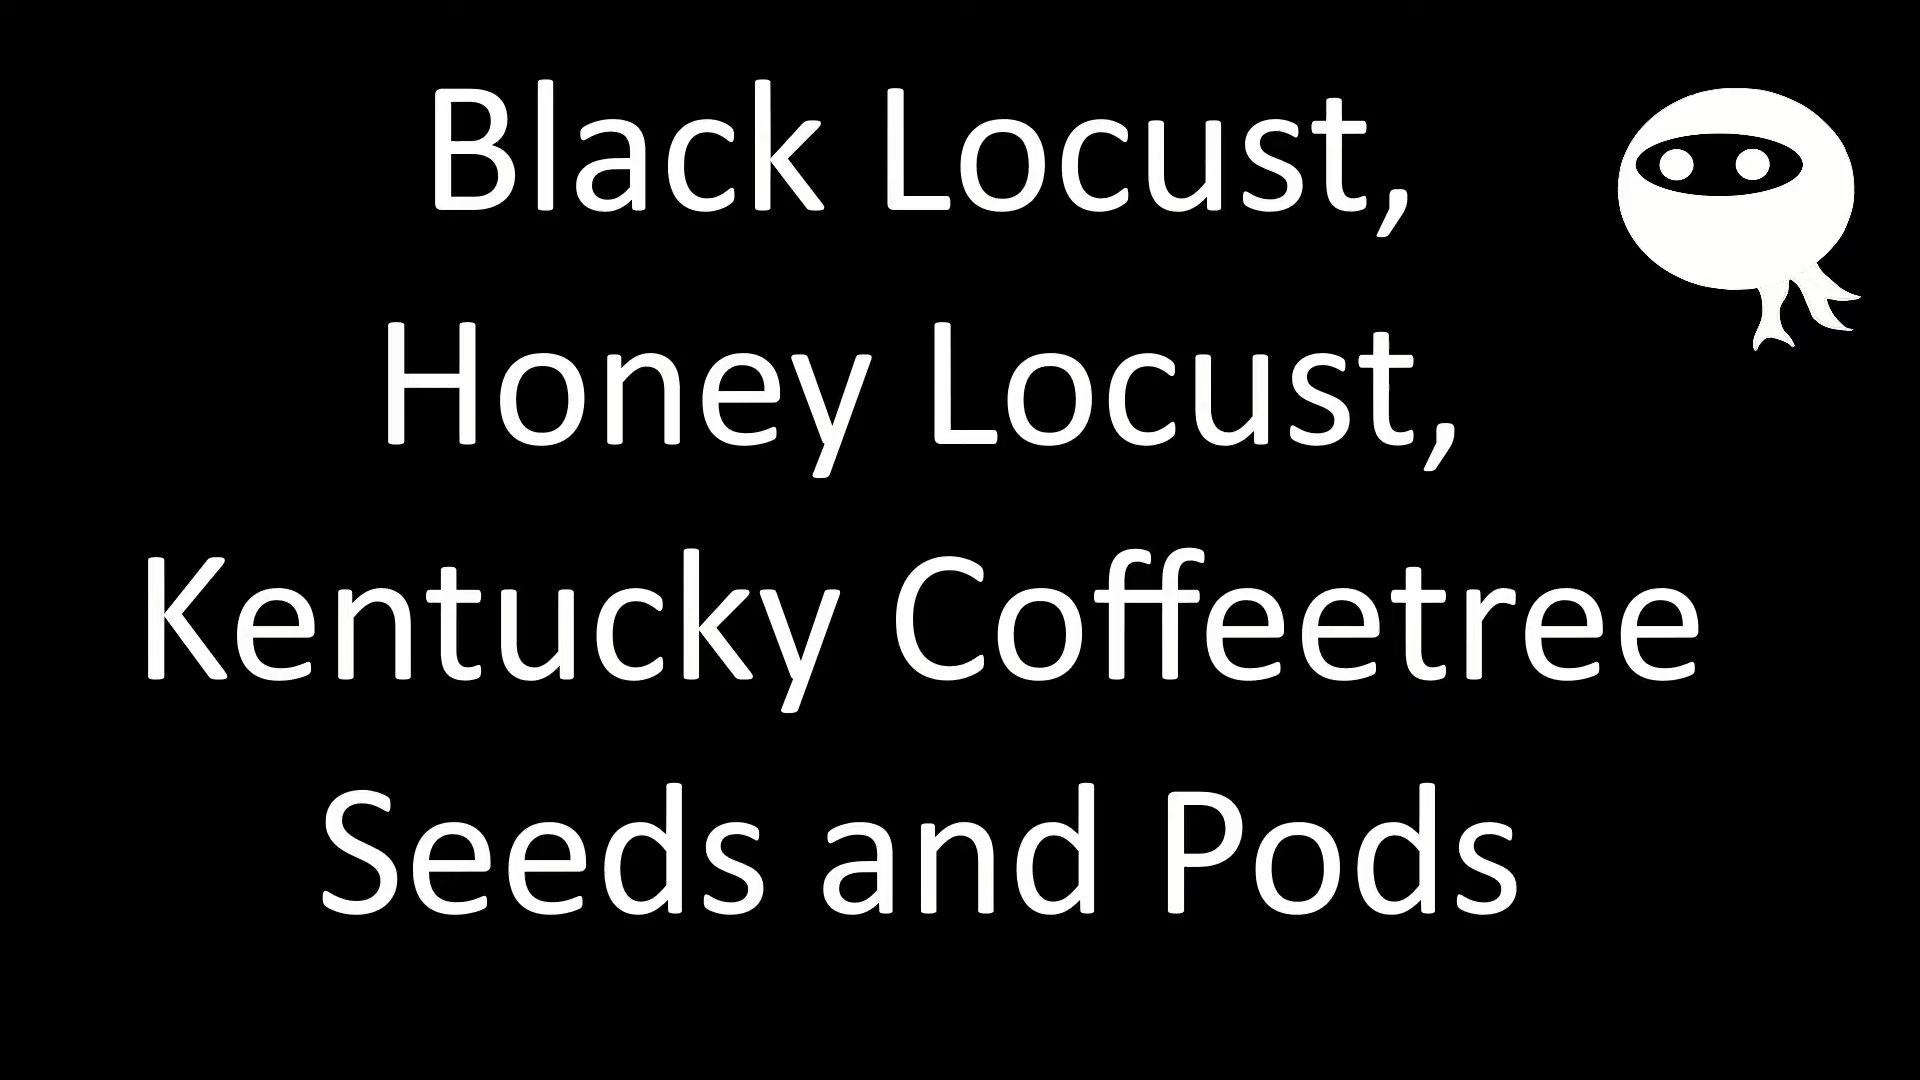 Black Locust,
Honey Locust,
Kentucky Coffeetree
Seeds and Pods